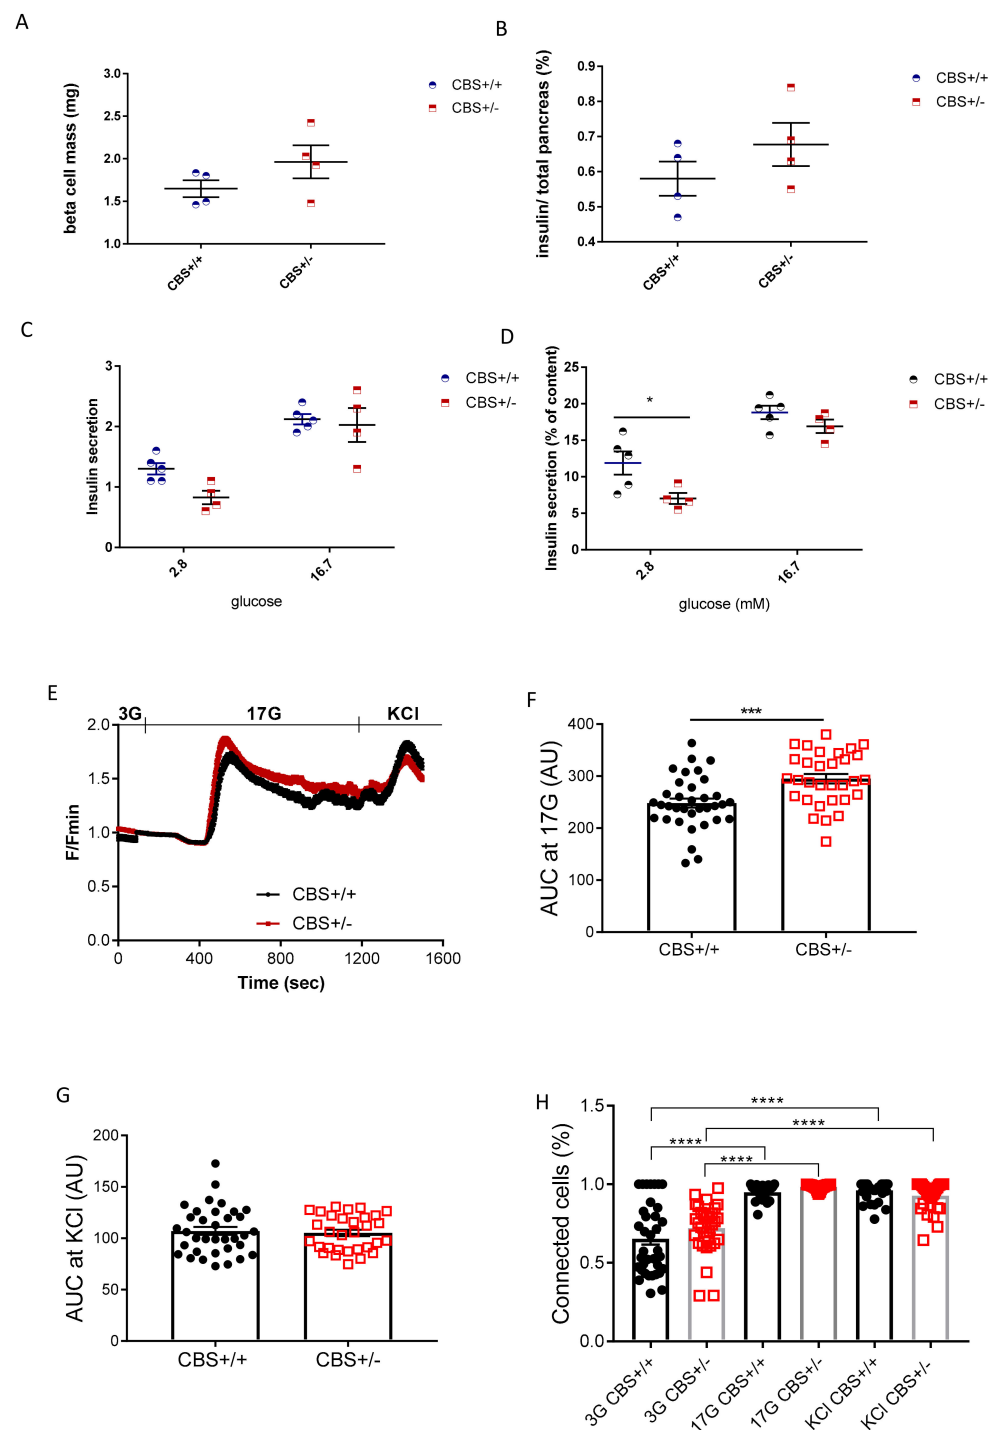 A
beta cell mass (mg)
3.0
2.5
2.0
1.5
1.0
CBS+/+
CBS+/-
CBS+/+
CBS+/-
B
insulin/ total pancreas (%)
0.9
0.8
0.7
0.6
0.5
0.4
CBS+/+
CBS+/-
CBS+/+
CBS+/-
C
Insulin secretion
3
2
1
0
2.8
16.7
glucose
CBS+/+
CBS+/-
D
Insulin secretion (% of content)
25
20
15
10
5
0
*
2.8
16.7
glucose (mM)
CBS+/+
CBS+/-
E
3G
17G
KCl
F/Fmin
2.0
1.5
1.0
0.5
0.0
CBS+/+
CBS+/-
0
400
800
1200
1600
Time (sec)
F
AUC at 17G (AU)
400
300
200
100
0
***
CBS+/+
CBS+/-
G
AUC at KCl (AU)
200
150
100
50
0
CBS+/+
CBS+/-
H
Connected cells (%)
1.5
1.0
0.5
0.0
****
****
****
****
3G CBS+/+
3G CBS+/-
17G CBS+/+
17G CBS+/-
KCl CBS+/+
KCl CBS+/-